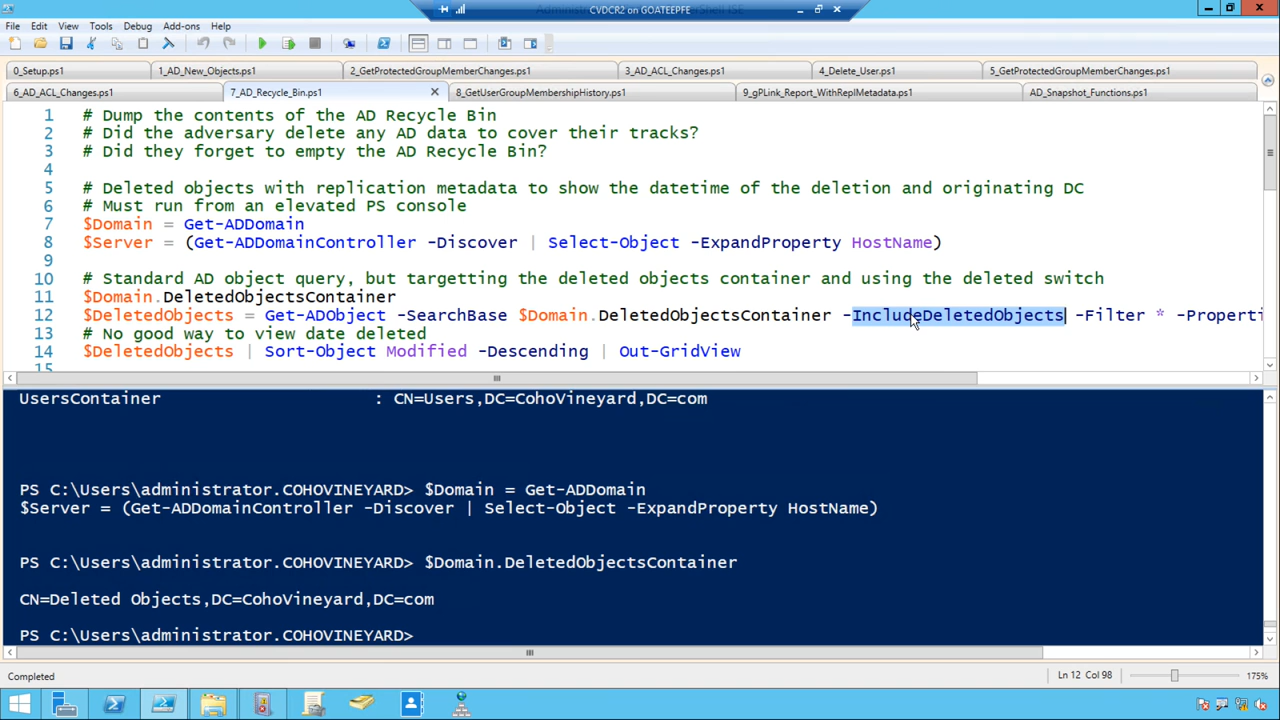 Administrator: Windows PowerShell ISE
CVDCR2 on GOATEEPFE
File Edit View Tools Debug Add-ons Help
0_Setup.ps1 1_AD_New_Objects.ps1 2_GetProtectedGroupMemberChanges.ps1 3_AD_ACL_Changes.ps1 4_Delete_User.ps1 5_GetProtectedGroupMemberChanges.ps1
6_AD_ACL_Changes.ps1 7_AD_Recycle_Bin.ps1 8_GetUserGroupMembershipHistory.ps1 9_gPLink_Report_WithReplMetadata.ps1 AD_Snapshot_Functions.ps1
1 # Dump the contents of the AD Recycle Bin
2 # Did the adversary delete any AD data to cover their tracks?
3 # Did they forget to empty the AD Recycle Bin?
4
5 # Deleted objects with replication metadata to show the datetime of the deletion and originating DC
6 # Must run from an elevated PS console
7 $Domain = Get-ADDomain
8 $Server = (Get-ADDomainController -Discover | Select-Object -ExpandProperty HostName)
9
10 # Standard AD object query, but targetting the deleted objects container and using the deleted switch
11 $Domain.DeletedObjectsContainer
12 $DeletedObjects = Get-ADObject -SearchBase $Domain.DeletedObjectsContainer -IncludeDeletedObjects -Filter * -Properti
13 # No good way to view date deleted
14 $DeletedObjects | Sort-Object Modified -Descending | Out-GridView
15
UsersContainer : CN=Users,DC=CohoVineyard,DC=com
PS C:\Users\administrator.COHOVINEYARD> $Domain = Get-ADDomain
$Server = (Get-ADDomainController -Discover | Select-Object -ExpandProperty HostName)
PS C:\Users\administrator.COHOVINEYARD> $Domain.DeletedObjectsContainer
CN=Deleted Objects,DC=CohoVineyard,DC=com
PS C:\Users\administrator.COHOVINEYARD>
Completed Ln 12 Col 98 175%